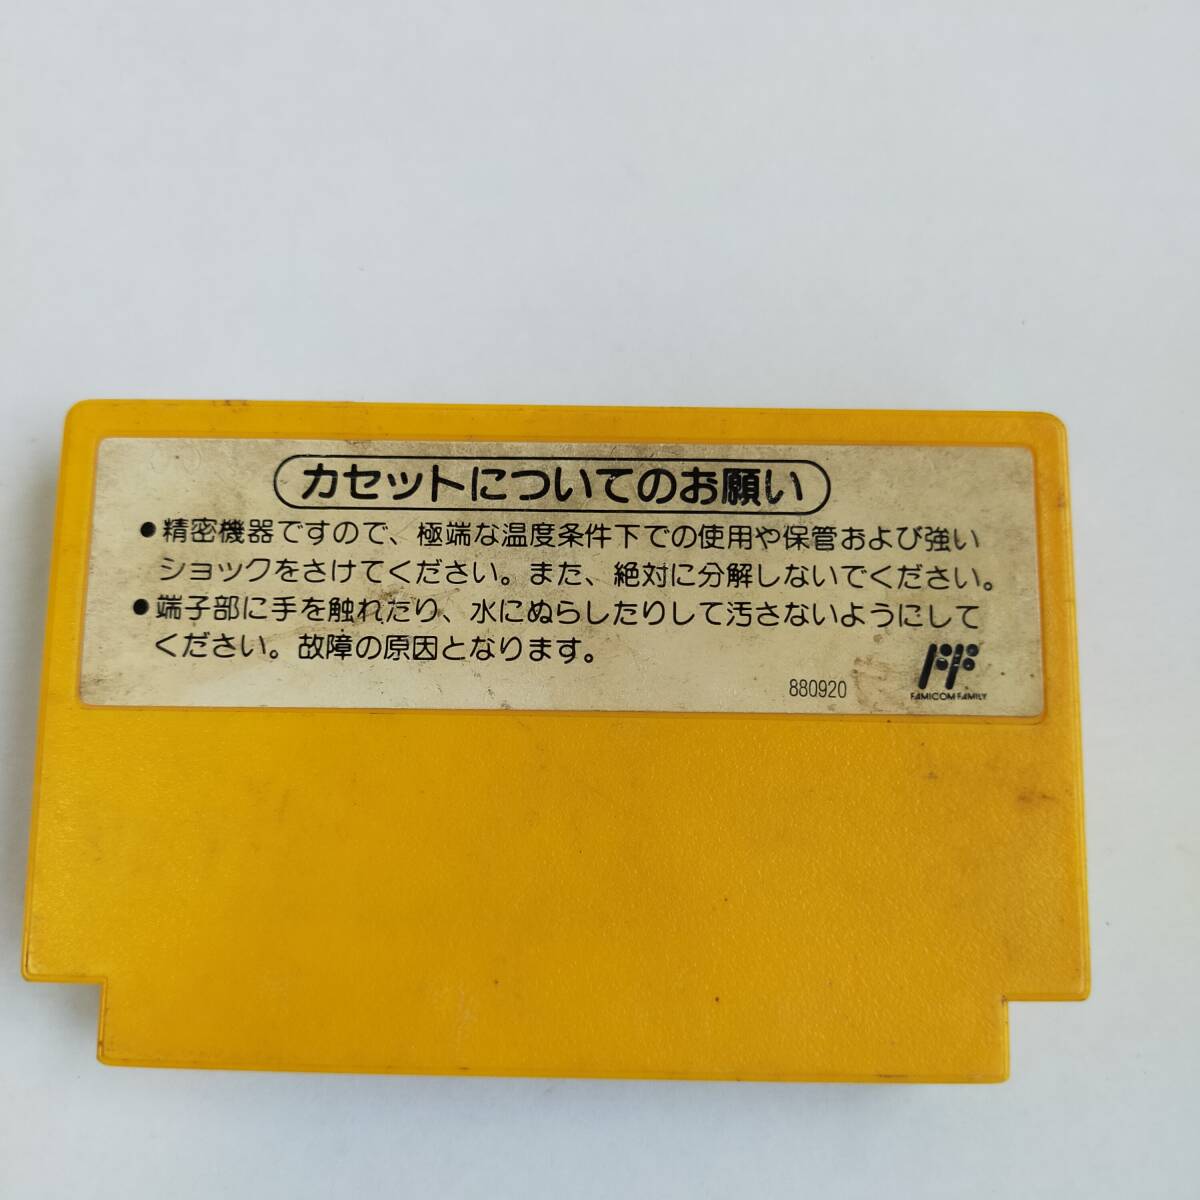 カセットについてのお願い
●精密機器ですので、極端な温度条件下での使用や保管および強い
ショックをさけてください。また、絶対に分解しないでください。
●端子部に手を触れたり、水にぬらしたりして汚さないようにして
ください。故障の原因となります。
880920
FAMICOM FAMILY